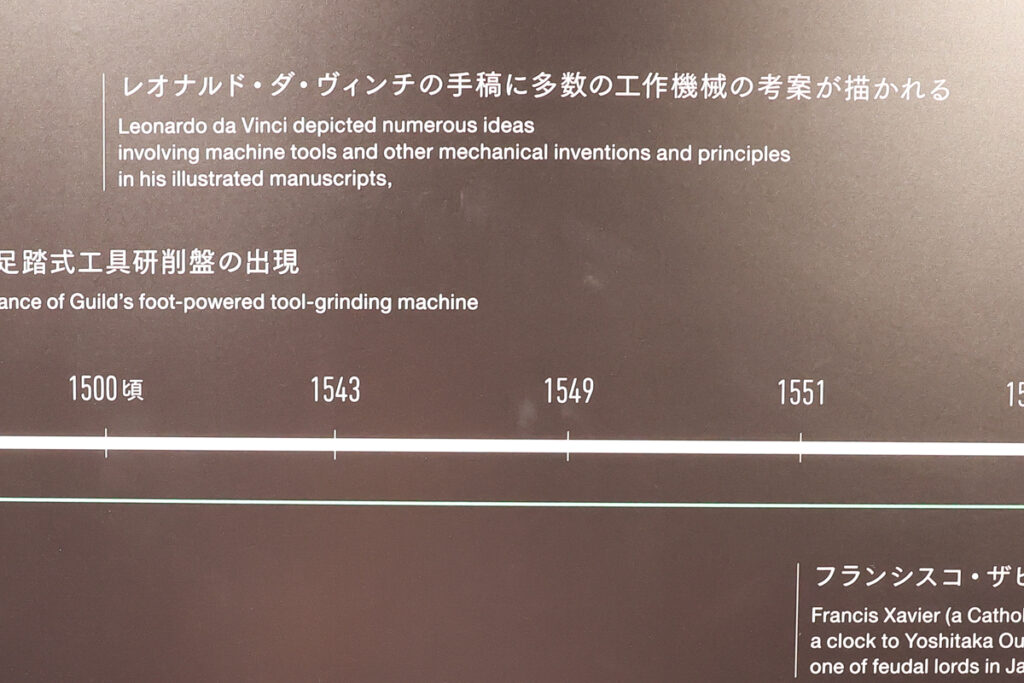 レオナルド・ダ・ヴィンチの手稿に多数の工作機械の考案が描かれる
Leonardo da Vinci depicted numerous ideas
involving machine tools and other mechanical inventions and principles
in his illustrated manuscripts,
足踏式工具研削盤の出現
ance of Guild's foot-powered tool-grinding machine
1500頃 1543 1549 1551
フランシスコ・ザビ
Francis Xavier (a Cathol
a clock to Yoshitaka Ou
one of feudal lords in Ja